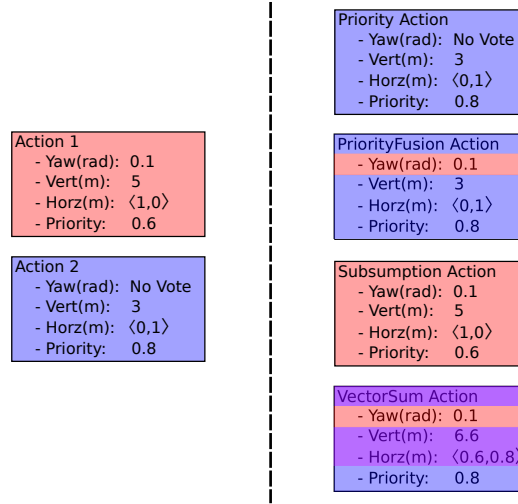 Action 1
- Yaw(rad): 0.1
- Vert(m): 5
- Horz(m): ⟨1,0⟩
- Priority: 0.6
Action 2
- Yaw(rad): No Vote
- Vert(m): 3
- Horz(m): ⟨0,1⟩
- Priority: 0.8
Priority Action
- Yaw(rad): No Vote
- Vert(m): 3
- Horz(m): ⟨0,1⟩
- Priority: 0.8
PriorityFusion Action
- Yaw(rad): 0.1
- Vert(m): 3
- Horz(m): ⟨0,1⟩
- Priority: 0.8
Subsumption Action
- Yaw(rad): 0.1
- Vert(m): 5
- Horz(m): ⟨1,0⟩
- Priority: 0.6
VectorSum Action
- Yaw(rad): 0.1
- Vert(m): 6.6
- Horz(m): ⟨0.6,0.8⟩
- Priority: 0.8